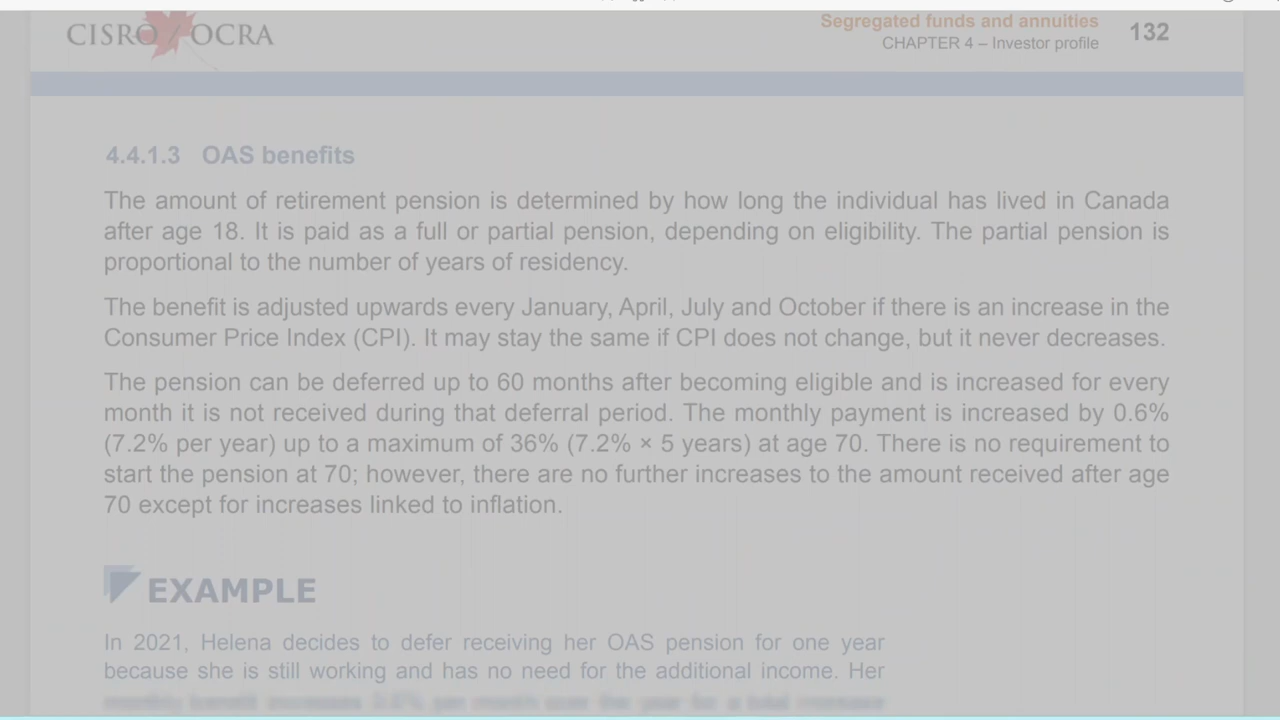 CISRO OCRA
Segregated funds and annuities
CHAPTER 4 – Investor profile
132
4.4.1.3 OAS benefits
The amount of retirement pension is determined by how long the individual has lived in Canada
after age 18. It is paid as a full or partial pension, depending on eligibility. The partial pension is
proportional to the number of years of residency.
The benefit is adjusted upwards every January, April, July and October if there is an increase in the
Consumer Price Index (CPI). It may stay the same if CPI does not change, but it never decreases.
The pension can be deferred up to 60 months after becoming eligible and is increased for every
month it is not received during that deferral period. The monthly payment is increased by 0.6%
(7.2% per year) up to a maximum of 36% (7.2% × 5 years) at age 70. There is no requirement to
start the pension at 70; however, there are no further increases to the amount received after age
70 except for increases linked to inflation.
EXAMPLE
In 2021, Helena decides to defer receiving her OAS pension for one year
because she is still working and has no need for the additional income. Her